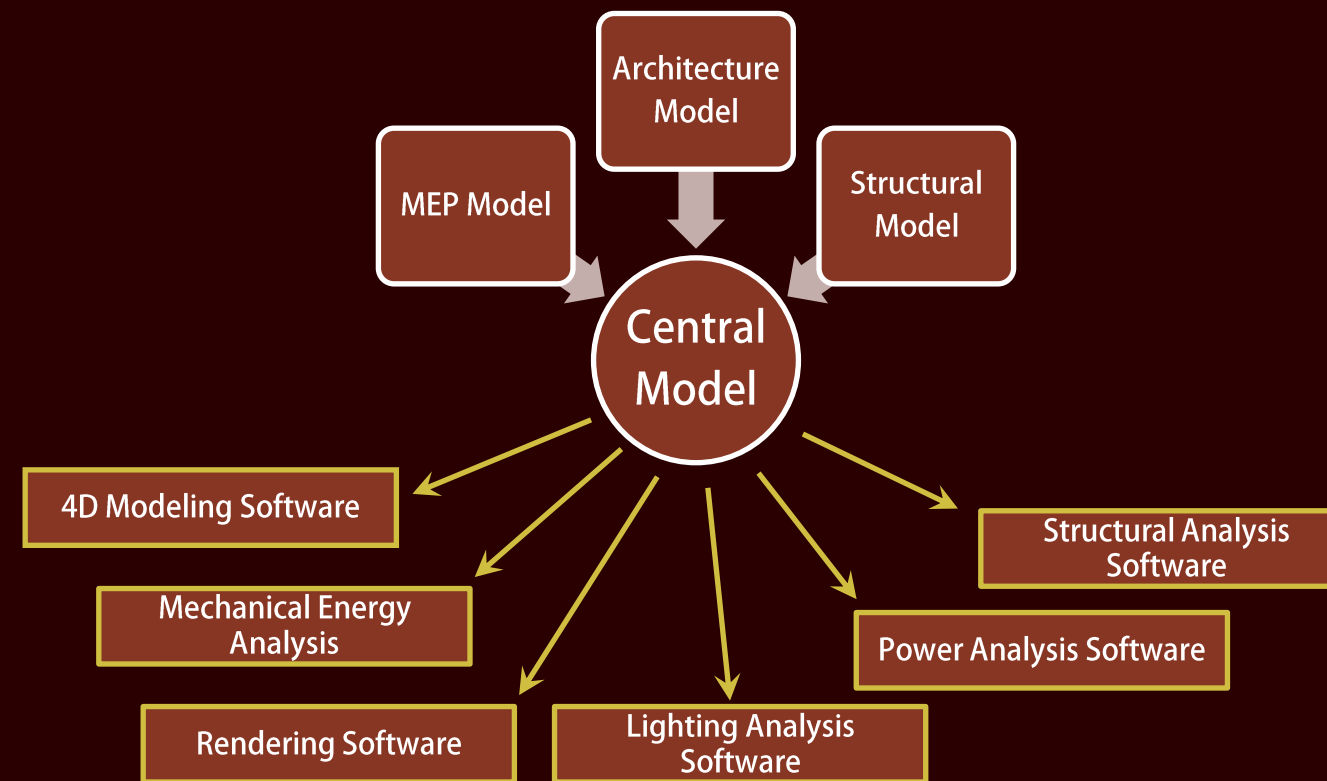 Architecture
Model
MEP Model
Structural
Model
Central
Model
4D Modeling Software
Structural Analysis
Software
Mechanical Energy
Analysis
Power Analysis Software
Rendering Software
Lighting Analysis
Software